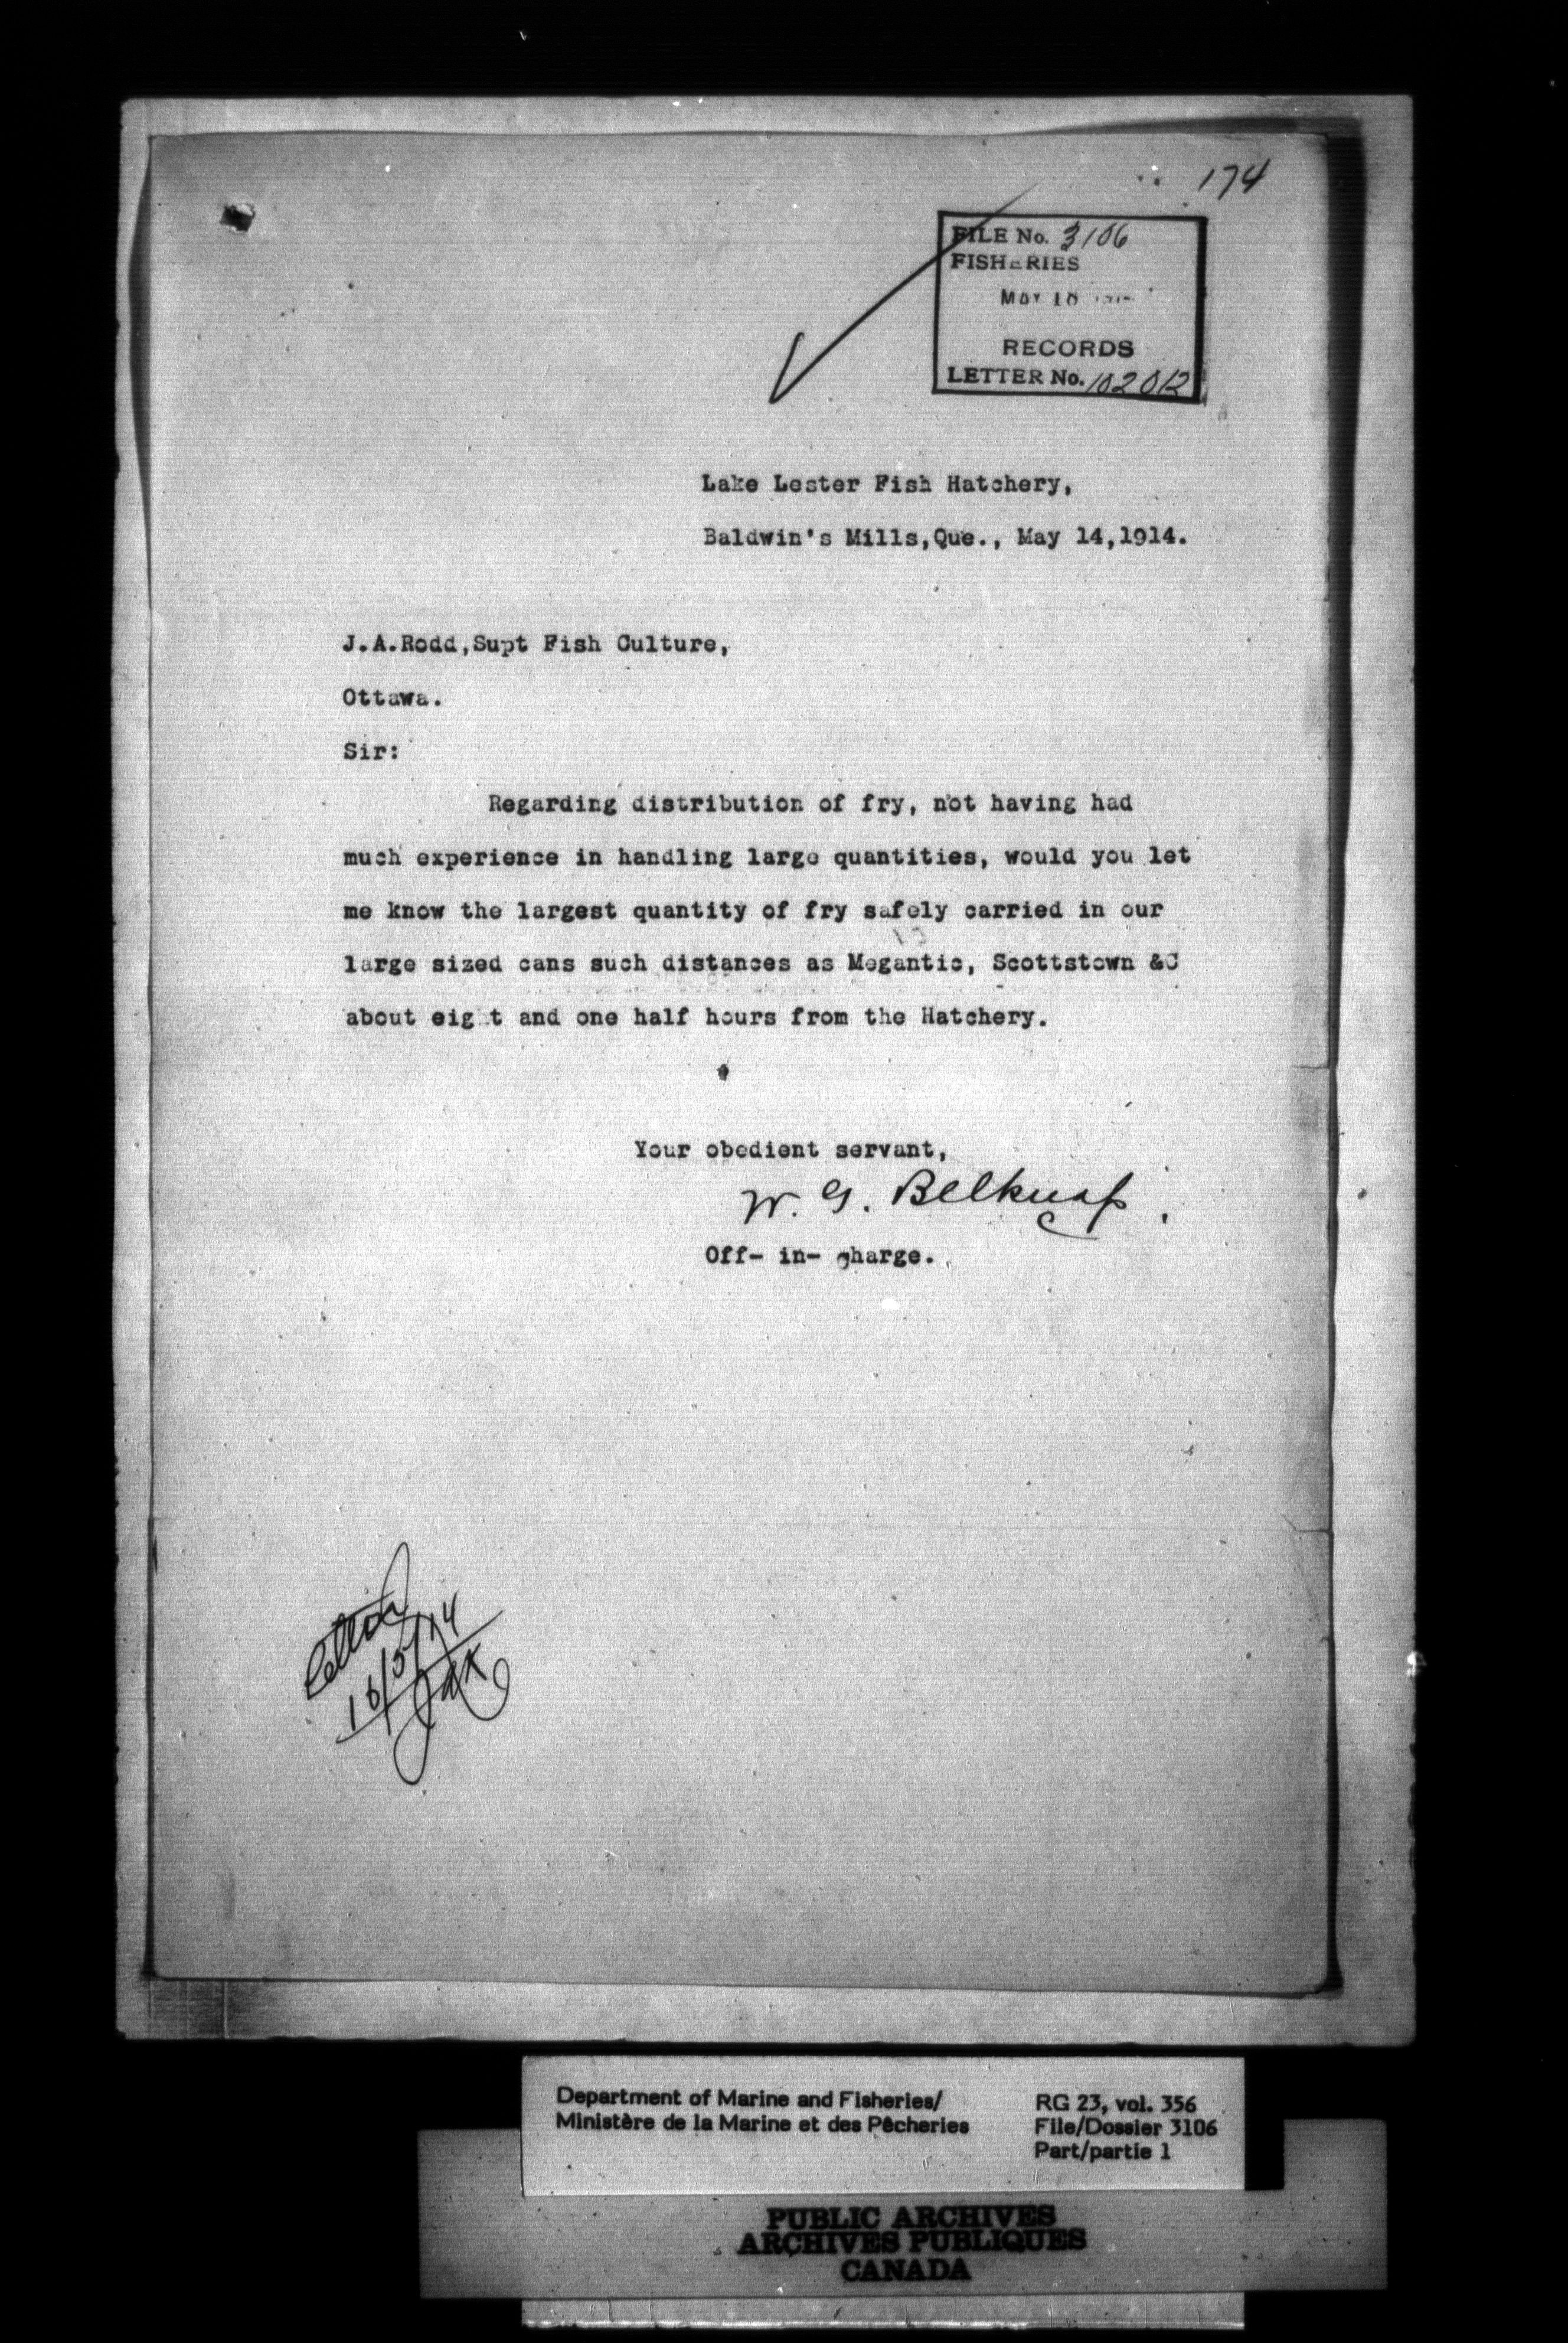 174
FILE No. 3106
FISHERIES
MAY 18
RECORDS
LETTER No. 102012
Lake Lester Fish Hatchery,
Baldwin's Mills,Que., May 14,1914.
J.A.Rodd,Supt Fish Culture,
Ottawa.
Sir:
Regarding distribution of fry, not having had
much experience in handling large quantities, would you let
me know the largest quantity of fry safely carried in our
large sized cans such distances as Megantic, Scottstown &C
about eig t and one half hours from the Hatchery.
Your obedient servant,
W. G. Belknap.
Off- in- charge.
16/5/14
Department of Marine and Fisheries/
Ministère de la Marine et des Pêcheries
RG 23, vol. 356
File/Dossier 3106
Part/partie 1
PUBLIC ARCHIVES
ARCHIVES PUBLIQUES
CANADA